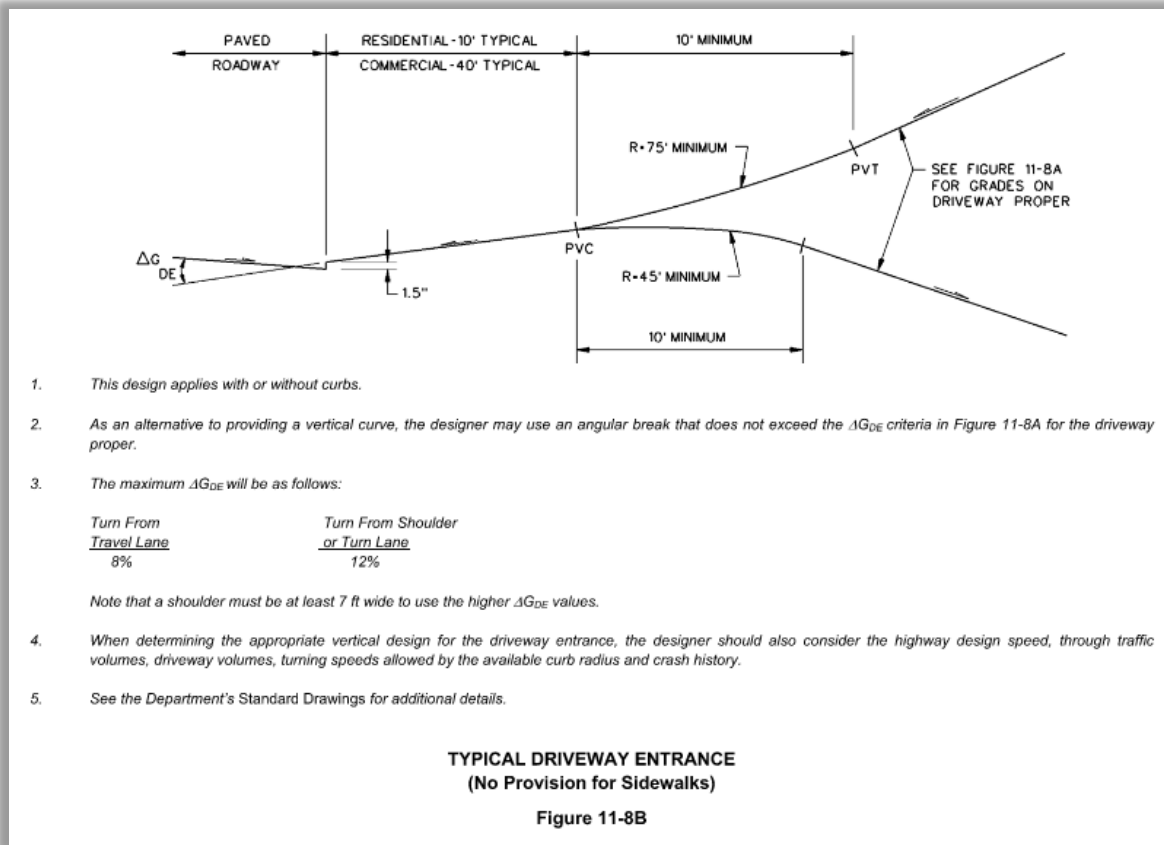 PAVED
ROADWAY
RESIDENTIAL-10' TYPICAL
COMMERCIAL-40' TYPICAL
10' MINIMUM
R=75' MINIMUM
PVT
SEE FIGURE 11-8A
FOR GRADES ON
DRIVEWAY PROPER
PVC
ΔG
DE
1.5"
R=45' MINIMUM
10' MINIMUM
1. This design applies with or without curbs.
2. As an alternative to providing a vertical curve, the designer may use an angular break that does not exceed the ΔGDE criteria in Figure 11-8A for the driveway
proper.
3. The maximum ΔGDE will be as follows:
Turn From Turn From Shoulder
Travel Lane or Turn Lane
8% 12%
Note that a shoulder must be at least 7 ft wide to use the higher ΔGDE values.
4. When determining the appropriate vertical design for the driveway entrance, the designer should also consider the highway design speed, through traffic
volumes, driveway volumes, turning speeds allowed by the available curb radius and crash history.
5. See the Department's Standard Drawings for additional details.
TYPICAL DRIVEWAY ENTRANCE
(No Provision for Sidewalks)
Figure 11-8B